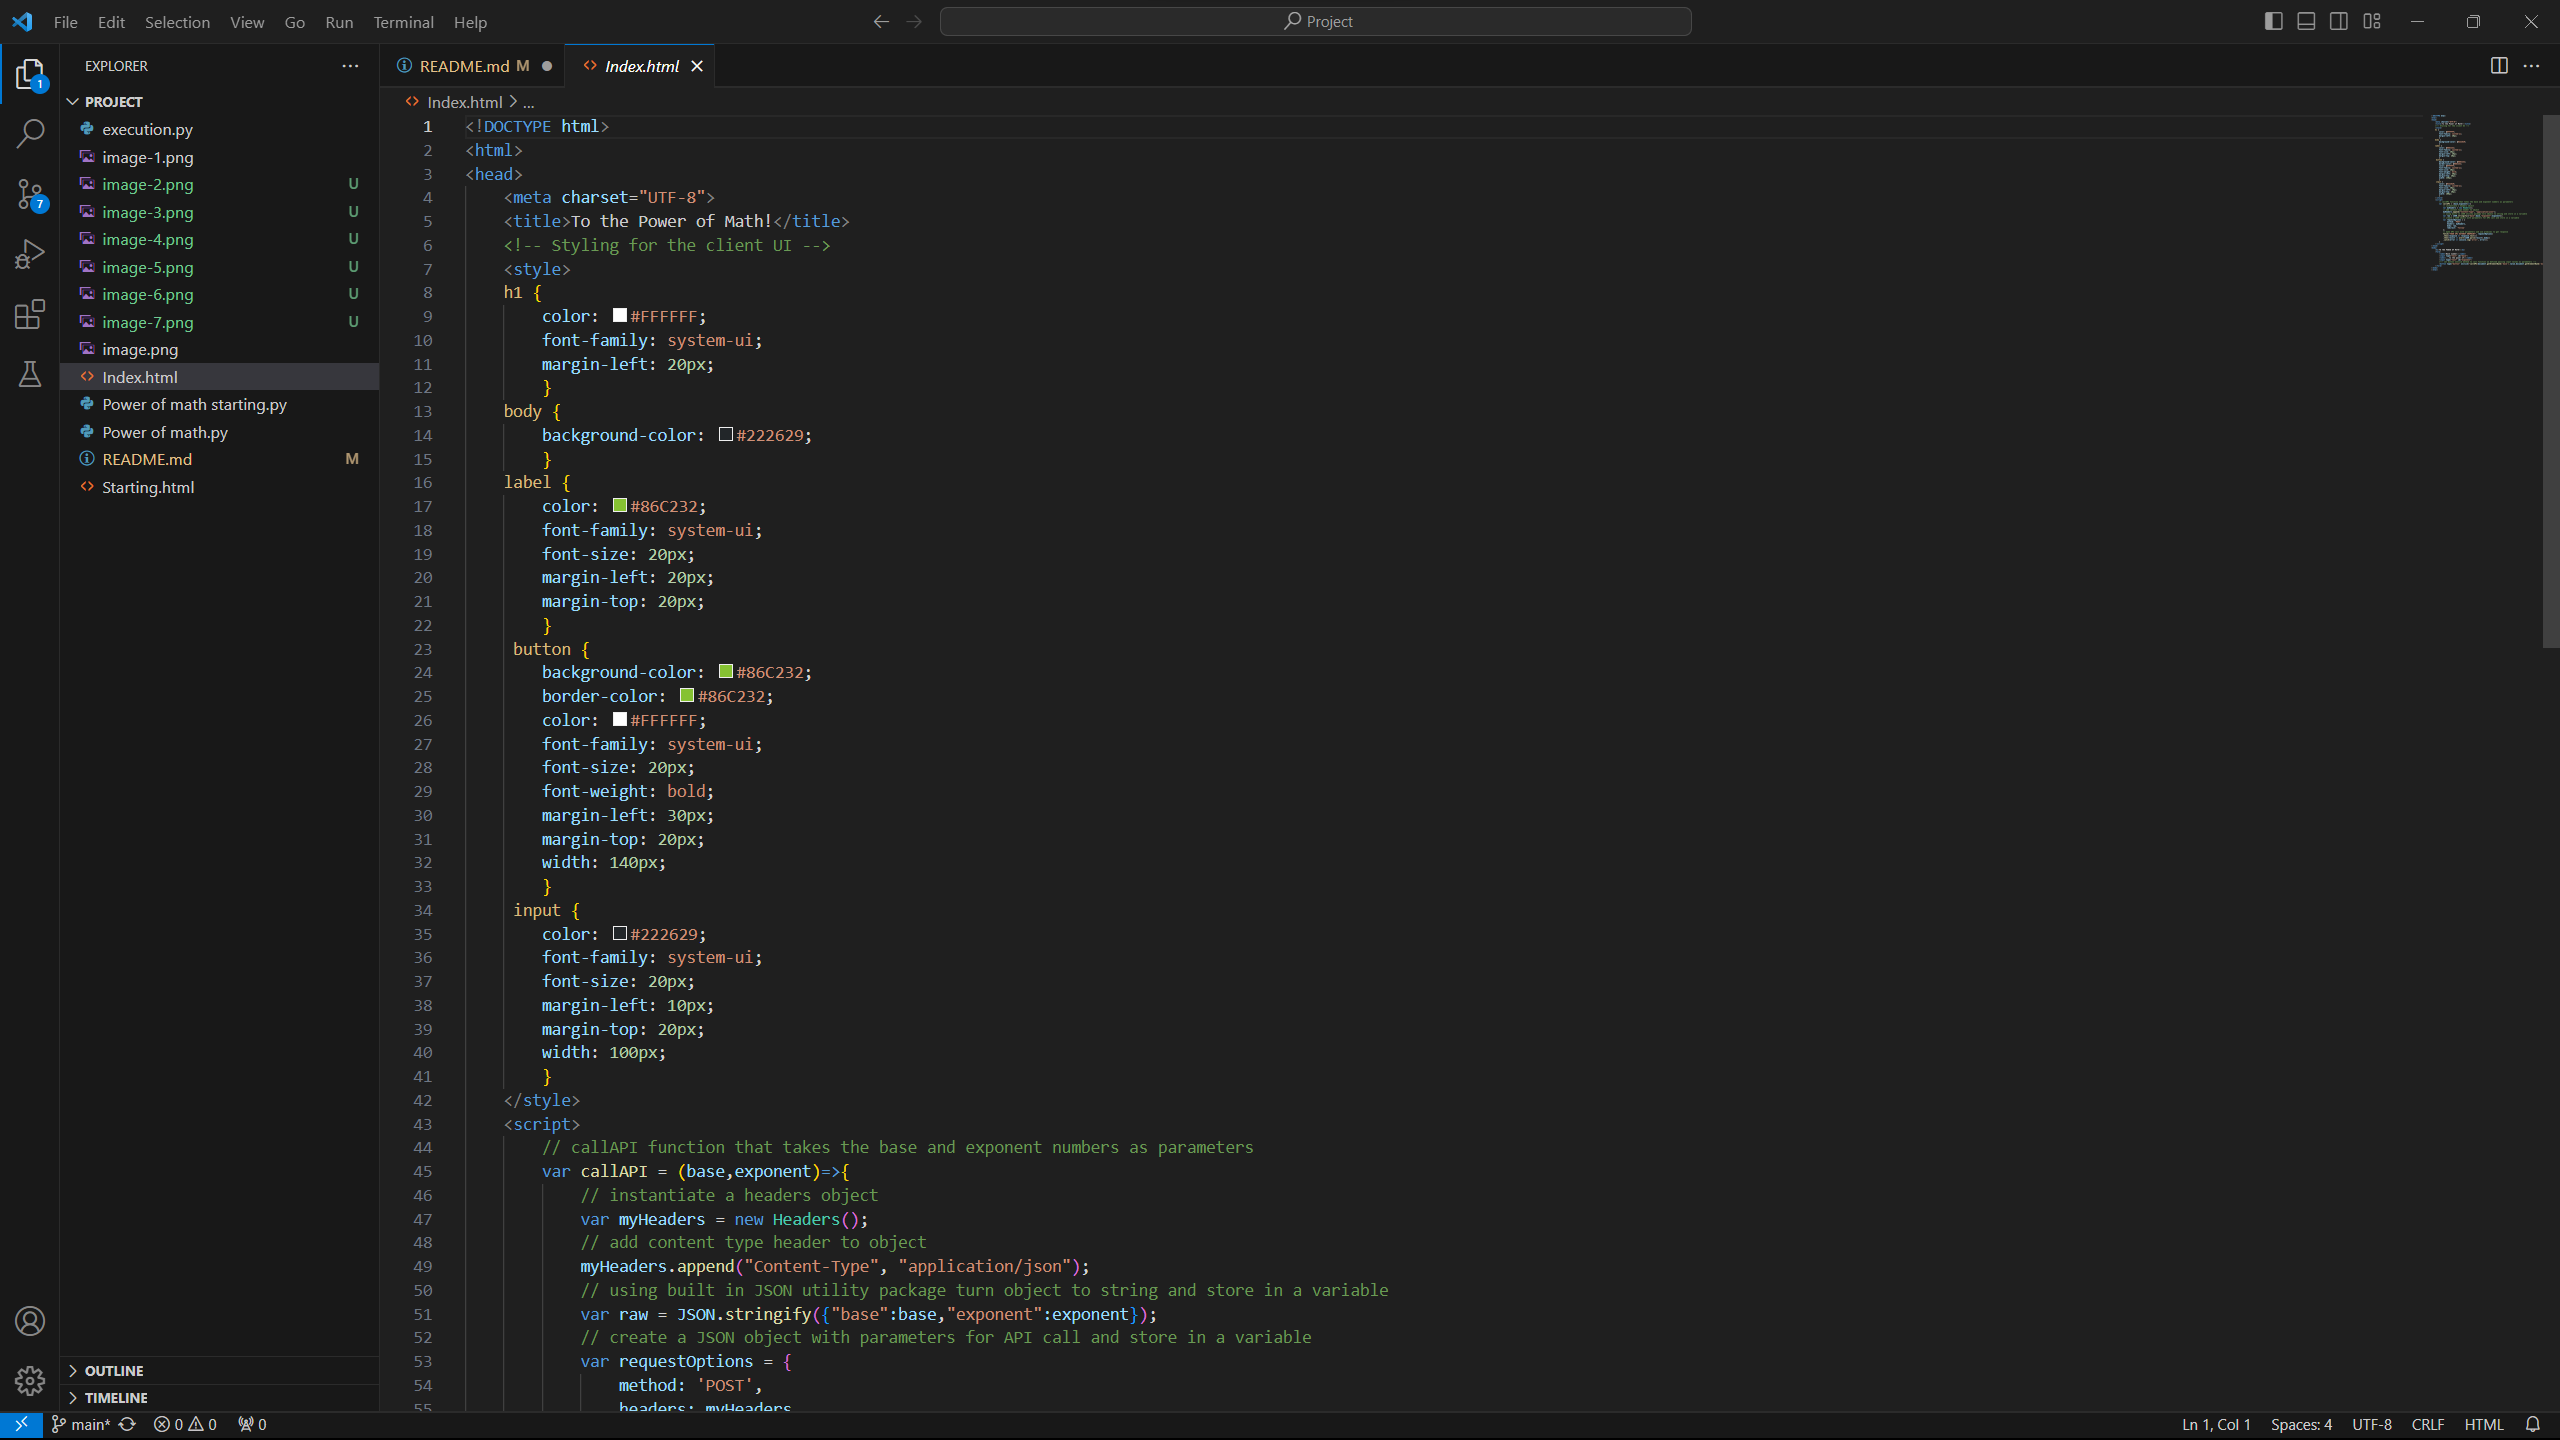 File Edit Selection View Go Run Terminal Help
Project
EXPLORER
PROJECT
execution.py
image-1.png
image-2.png U
image-3.png U
image-4.png U
image-5.png U
image-6.png U
image-7.png U
image.png
Index.html
Power of math starting.py
Power of math.py
README.md M
Starting.html
OUTLINE
TIMELINE
1
7
README.md M
Index.html
Index.html > ...
1 <!DOCTYPE html>
2 <html>
3 <head>
4 <meta charset="UTF-8">
5 <title>To the Power of Math!</title>
6 <!-- Styling for the client UI -->
7 <style>
8 h1 {
9 color: #FFFFFF;
10 font-family: system-ui;
11 margin-left: 20px;
12 }
13 body {
14 background-color: #222629;
15 }
16 label {
17 color: #86C232;
18 font-family: system-ui;
19 font-size: 20px;
20 margin-left: 20px;
21 margin-top: 20px;
22 }
23 button {
24 background-color: #86C232;
25 border-color: #86C232;
26 color: #FFFFFF;
27 font-family: system-ui;
28 font-size: 20px;
29 font-weight: bold;
30 margin-left: 30px;
31 margin-top: 20px;
32 width: 140px;
33 }
34 input {
35 color: #222629;
36 font-family: system-ui;
37 font-size: 20px;
38 margin-left: 10px;
39 margin-top: 20px;
40 width: 100px;
41 }
42 </style>
43 <script>
44 // callAPI function that takes the base and exponent numbers as parameters
45 var callAPI = (base,exponent)=>{
46 // instantiate a headers object
47 var myHeaders = new Headers();
48 // add content type header to object
49 myHeaders.append("Content-Type", "application/json");
50 // using built in JSON utility package turn object to string and store in a variable
51 var raw = JSON.stringify({"base":base,"exponent":exponent});
52 // create a JSON object with parameters for API call and store in a variable
53 var requestOptions = {
54 method: 'POST',
55 headers: myHeaders
main* 0 0 0
Ln 1, Col 1 Spaces: 4 UTF-8 CRLF HTML